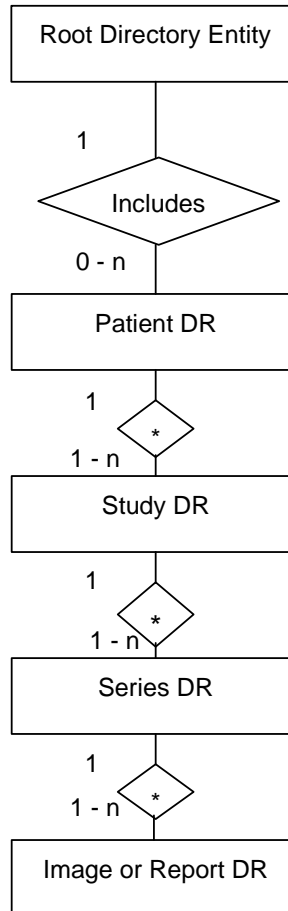 Root Directory Entity
1
Includes
0 - n
Patient DR
1
*
1 - n
Study DR
1
*
1 - n
Series DR
1
*
1 - n
Image or Report DR